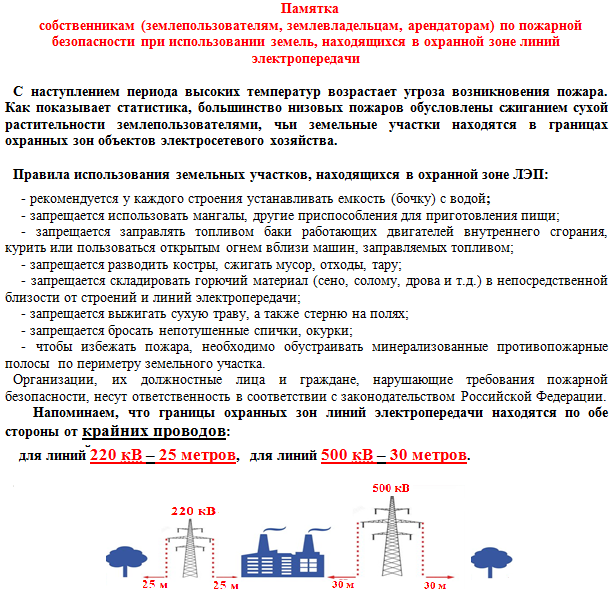 Памятка
собственникам (землепользователям, землевладельцам, арендаторам) по пожарной
безопасности при использовании земель, находящихся в охранной зоне линий
электропередачи
С наступлением периода высоких температур возрастает угроза возникновения пожара.
Как показывает статистика, большинство низовых пожаров обусловлены сжиганием сухой
растительности землепользователями, чьи земельные участки находятся в границах
охранных зон объектов электросетевого хозяйства.
Правила использования земельных участков, находящихся в охранной зоне ЛЭП:
- рекомендуется у каждого строения устанавливать емкость (бочку) с водой;
- запрещается использовать мангалы, другие приспособления для приготовления пищи;
- запрещается заправлять топливом баки работающих двигателей внутреннего сгорания,
курить или пользоваться открытым огнем вблизи машин, заправляемых топливом;
- запрещается разводить костры, сжигать мусор, отходы, тару;
- запрещается складировать горючий материал (сено, солому, дрова и т.д.) в непосредственной
близости от строений и линий электропередачи;
- запрещается выжигать сухую траву, а также стерню на полях;
- запрещается бросать непотушенные спички, окурки;
- чтобы избежать пожара, необходимо обустраивать минерализованные противопожарные
полосы по периметру земельного участка.
Организации, их должностные лица и граждане, нарушающие требования пожарной
безопасности, несут ответственность в соответствии с законодательством Российской Федерации.
Напоминаем, что границы охранных зон линий электропередачи находятся по обе
стороны от крайних проводов:
для линий 220 кВ – 25 метров, для линий 500 кВ – 30 метров.
220 кВ
500 кВ
25 м
25 м
30 м
30 м